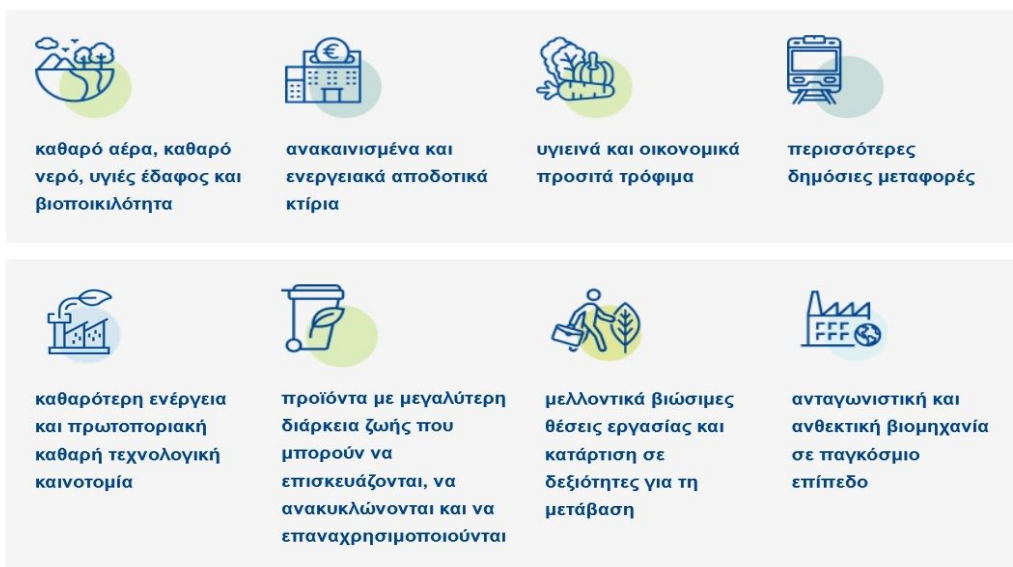 καθαρό αέρα, καθαρό
νερό, υγιές έδαφος και
βιοποικιλότητα
ανακαινισμένα και
ενεργειακά αποδοτικά
κτίρια
υγιεινά και οικονομικά
προσιτά τρόφιμα
περισσότερες
δημόσιες μεταφορές
καθαρότερη ενέργεια
και πρωτοποριακή
καθαρή τεχνολογική
καινοτομία
προϊόντα με μεγαλύτερη
διάρκεια ζωής που
μπορούν να
επισκευάζονται, να
ανακυκλώνονται και να
επαναχρησιμοποιούνται
μελλοντικά βιώσιμες
θέσεις εργασίας και
κατάρτιση σε
δεξιότητες για τη
μετάβαση
ανταγωνιστική και
ανθεκτική βιομηχανία
σε παγκόσμιο
επίπεδο